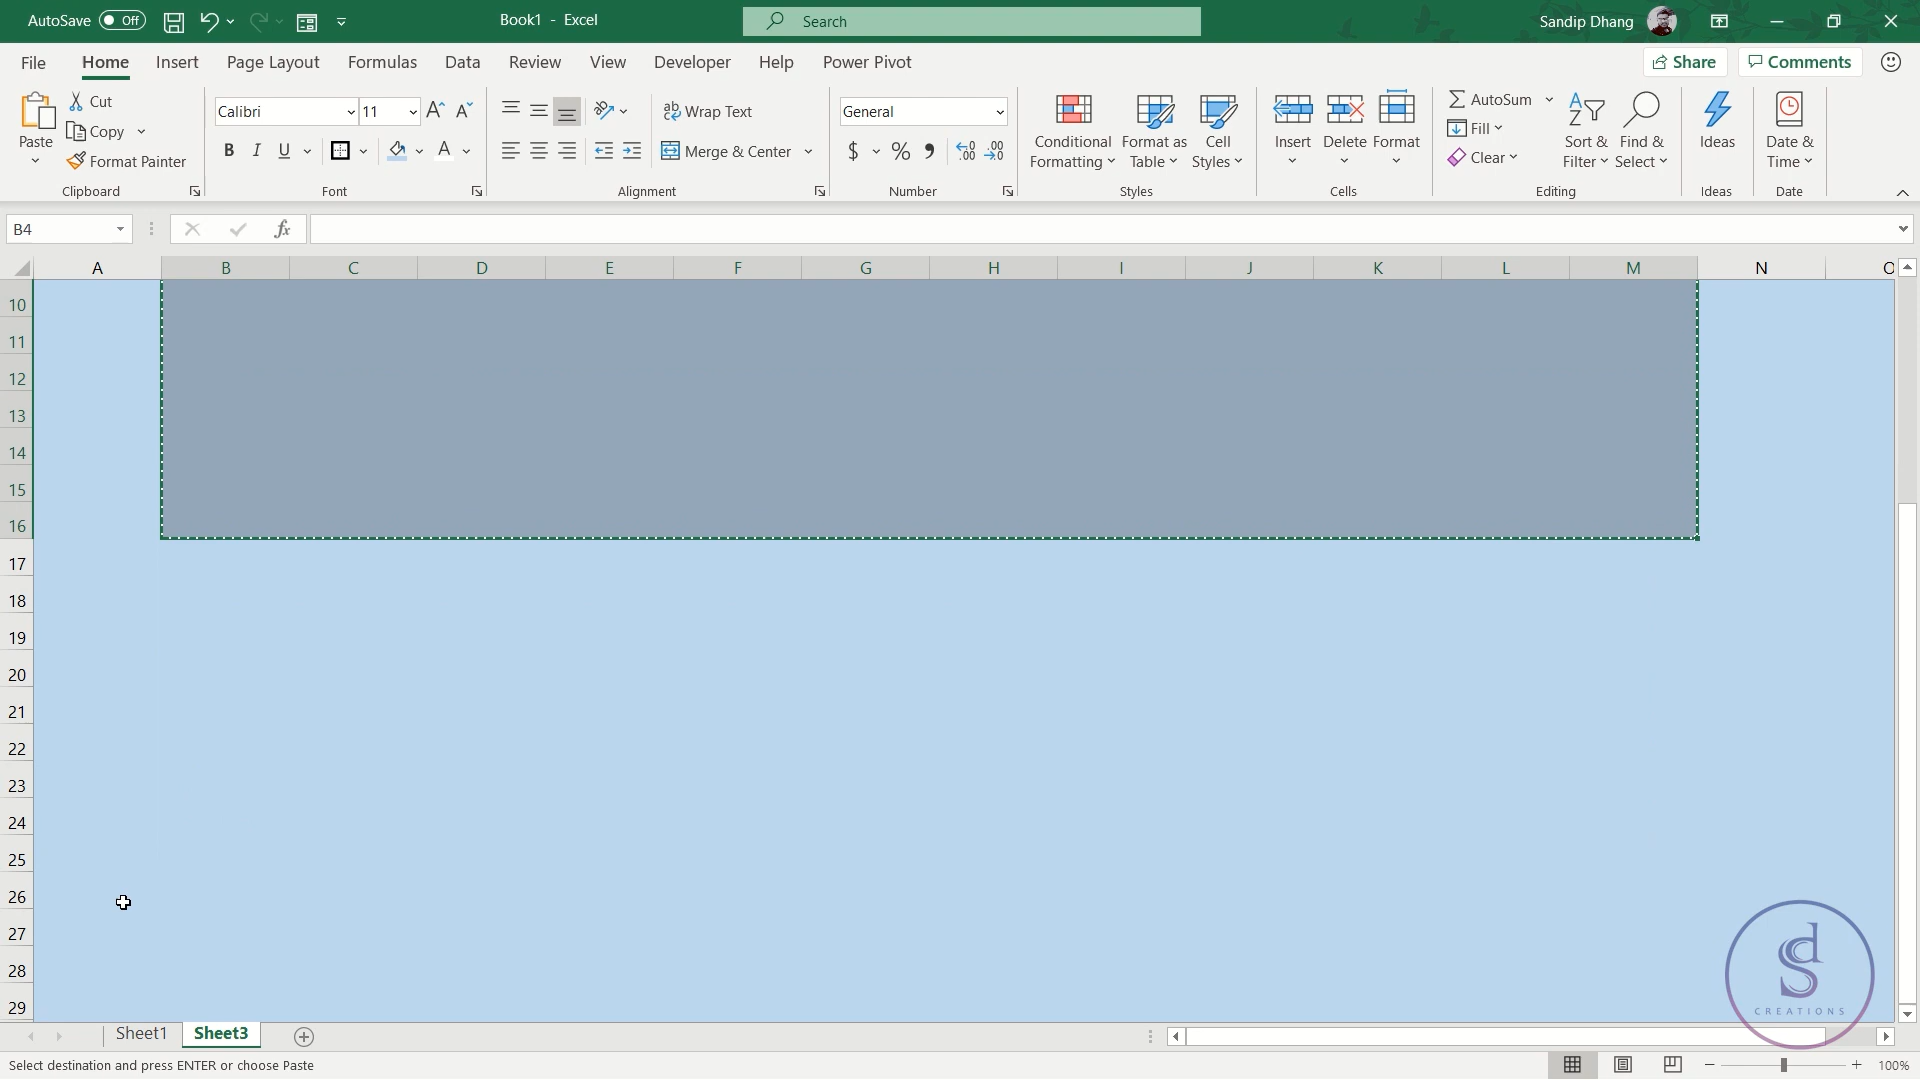 AutoSave Off Book1 - Excel Search Sandip Dhang
File Home Insert Page Layout Formulas Data Review View Developer Help Power Pivot Share Comments
Paste Cut
Copy
Format Painter
Clipboard
Calibri 11
B I U A
Font
Wrap Text
Merge & Center
Alignment
General
$ % 9 .00 .00
Number
Conditional Formatting
Format as Table
Cell Styles
Styles
Insert Delete Format
Cells
AutoSum
Fill
Clear
Sort & Filter
Find & Select
Editing
Ideas
Ideas
Date & Time
Date
B4 fx
A B C D E F G H I J K L M N O
10
11
12
13
14
15
16
17
18
19
20
21
22
23
24
25
26
27
28
29
CREATIONS
Sheet1 Sheet3
Select destination and press ENTER or choose Paste 100%